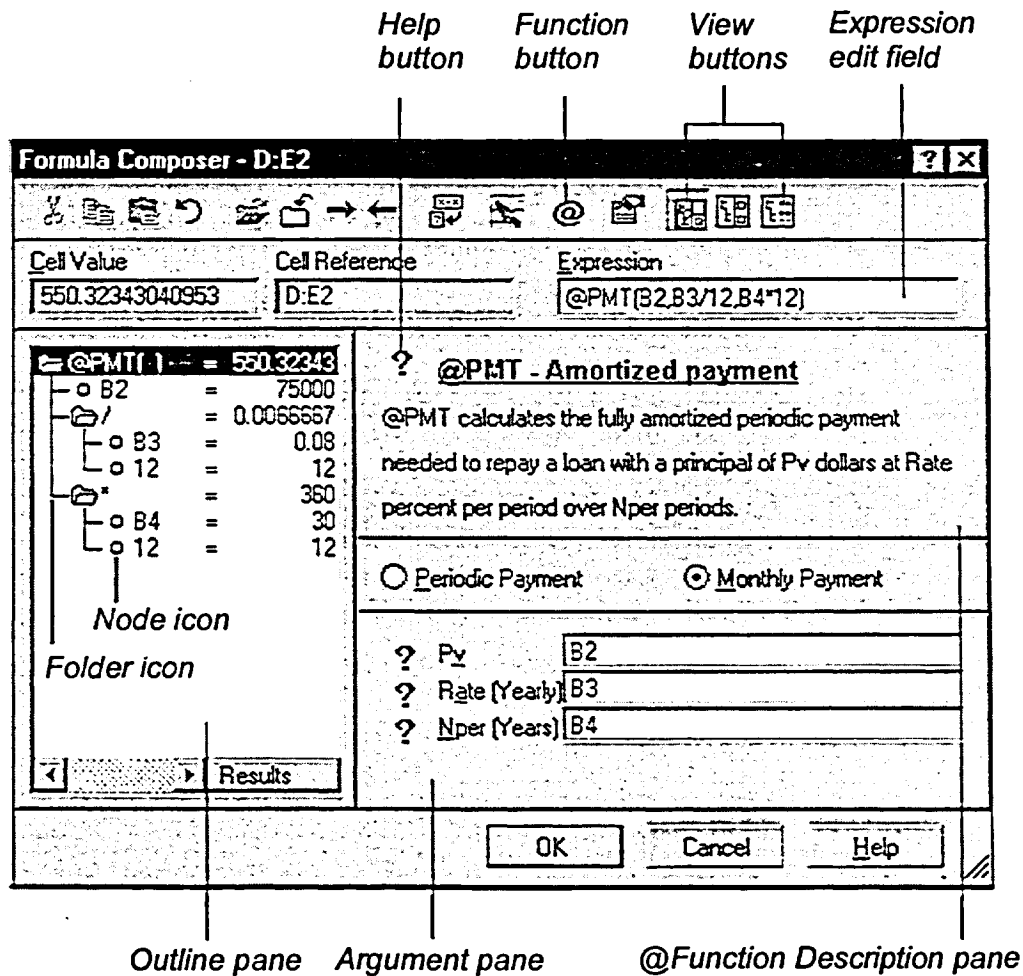 Help button
Function button
View buttons
Expression edit field
Formula Composer - D:E2
Cell Value
Cell Reference
Expression
550.32343040953
D:E2
@PMT(B2,B3/12,B4*12)
@PMT(·) = 550.32343
B2 = 75000
/ = 0.0066667
B3 = 0.08
12 = 12
* = 360
B4 = 30
12 = 12
Node icon
Folder icon
Results
? @PMT - Amortized payment
@PMT calculates the fully amortized periodic payment
needed to repay a loan with a principal of Pv dollars at Rate
percent per period over Nper periods.
Periodic Payment
Monthly Payment
? Pv B2
? Rate (Yearly) B3
? Nper (Years) B4
OK
Cancel
Help
Outline pane
Argument pane
@Function Description pane